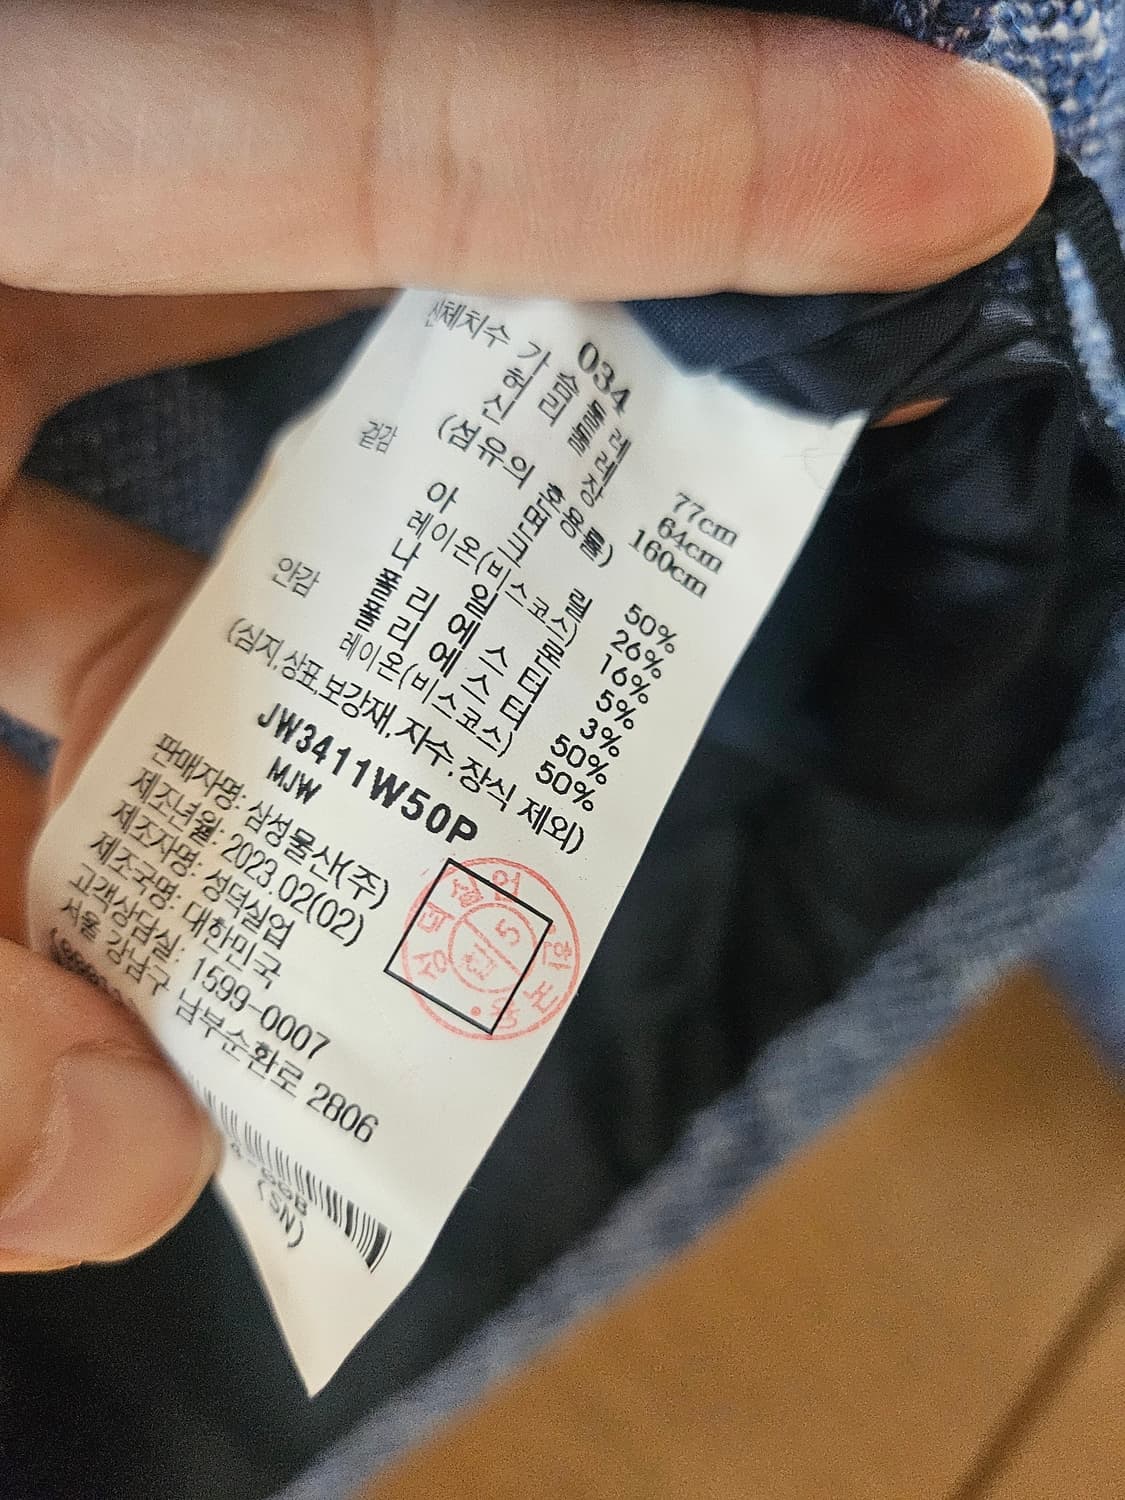 034
신체치수 가슴둘레 77cm
허리둘레 64cm
신장 160cm
(섬유의 혼용률)
겉감 면 50%
아크릴 26%
레이온(비스코스) 16%
나일론 5%
폴리에스터 3%
안감 폴리에스터 50%
레이온(비스코스) 50%
(심지,상표,보강재,자수,장식 제외)
JW3411W50P
MJW
판매자명: 삼성물산(주)
제조년월: 2023.02(02)
제조자명: 성덕실업
제조국명: 대한민국
고객상담실: 1599-0007
서울 강남구 남부순환로 2806
(SN)